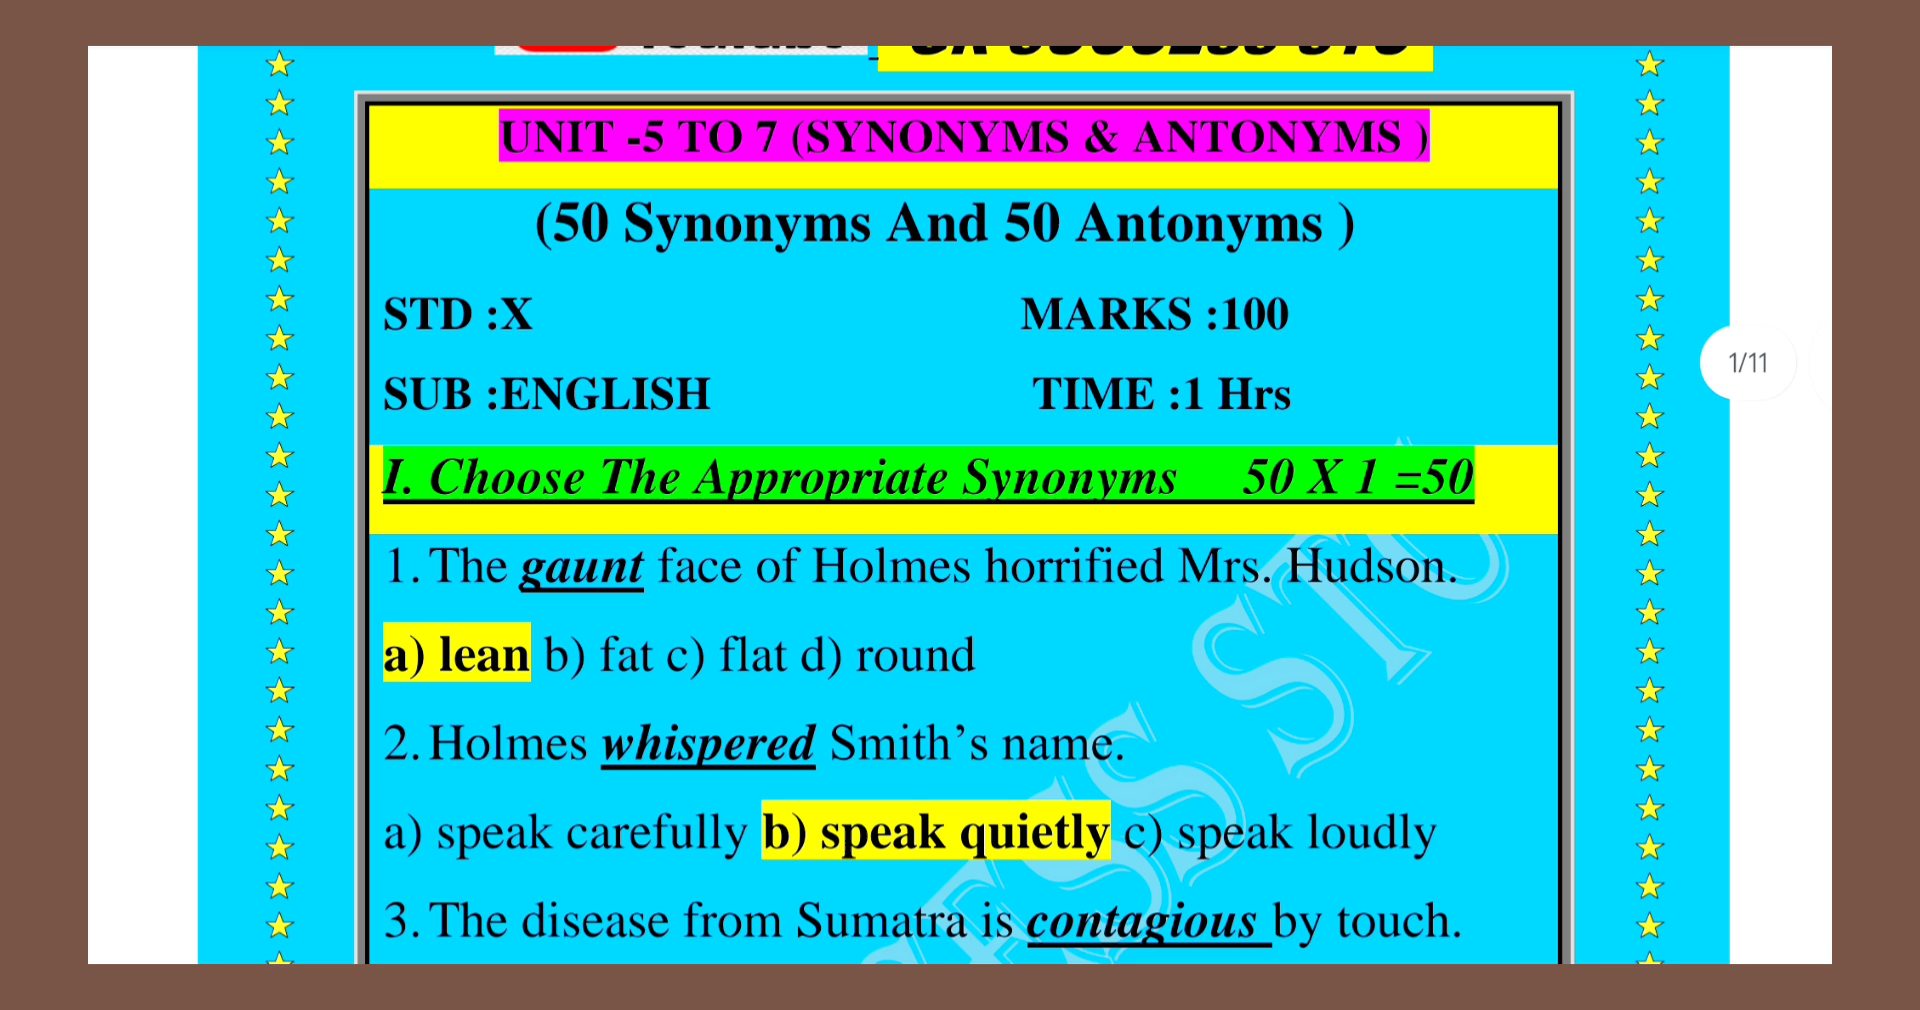 UNIT -5 TO 7 (SYNONYMS & ANTONYMS )
(50 Synonyms And 50 Antonyms )
STD :X MARKS :100
SUB :ENGLISH TIME :1 Hrs
1/11
I. Choose The Appropriate Synonyms 50 X 1 =50
1. The gaunt face of Holmes horrified Mrs. Hudson.
a) lean b) fat c) flat d) round
2. Holmes whispered Smith’s name.
a) speak carefully b) speak quietly c) speak loudly
3. The disease from Sumatra is contagious by touch.